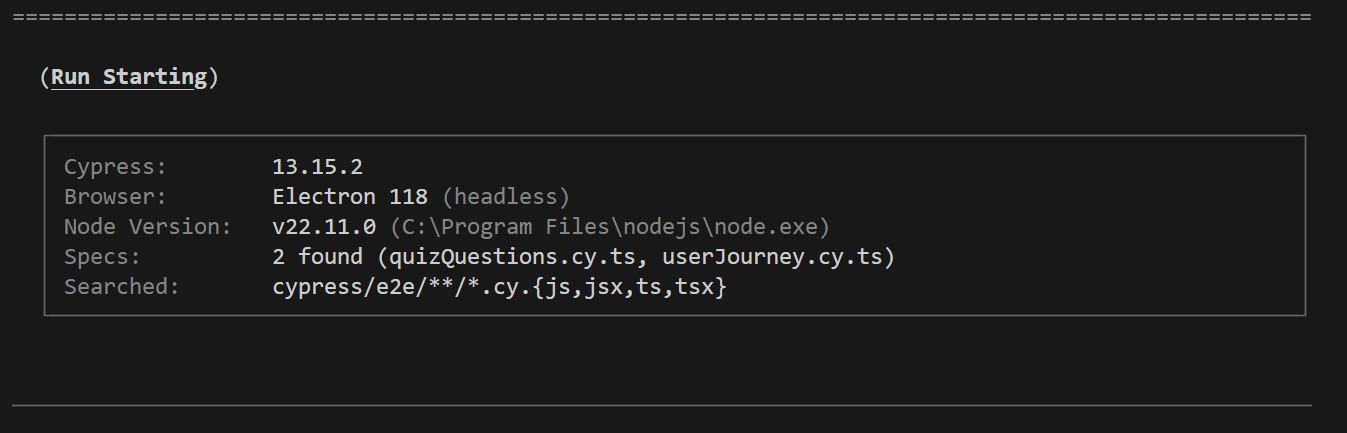 ====================================================================================================
(Run Starting)
Cypress: 13.15.2
Browser: Electron 118 (headless)
Node Version: v22.11.0 (C:\Program Files\nodejs\node.exe)
Specs: 2 found (quizQuestions.cy.ts, userJourney.cy.ts)
Searched: cypress/e2e/**/*.cy.{js,jsx,ts,tsx}